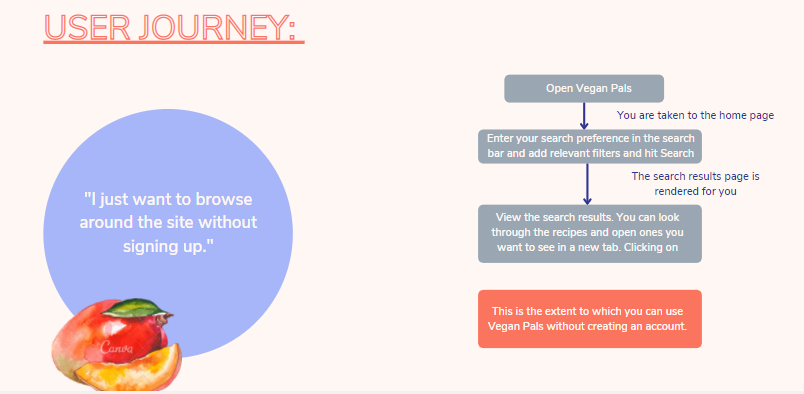 USER JOURNEY:
"I just want to browse
around the site without
signing up."
Canva
Open Vegan Pals
You are taken to the home page
Enter your search preference in the search
bar and add relevant filters and hit Search
The search results page is
rendered for you
View the search results. You can look
through the recipes and open ones you
want to see in a new tab. Clicking on
This is the extent to which you can use
Vegan Pals without creating an account.